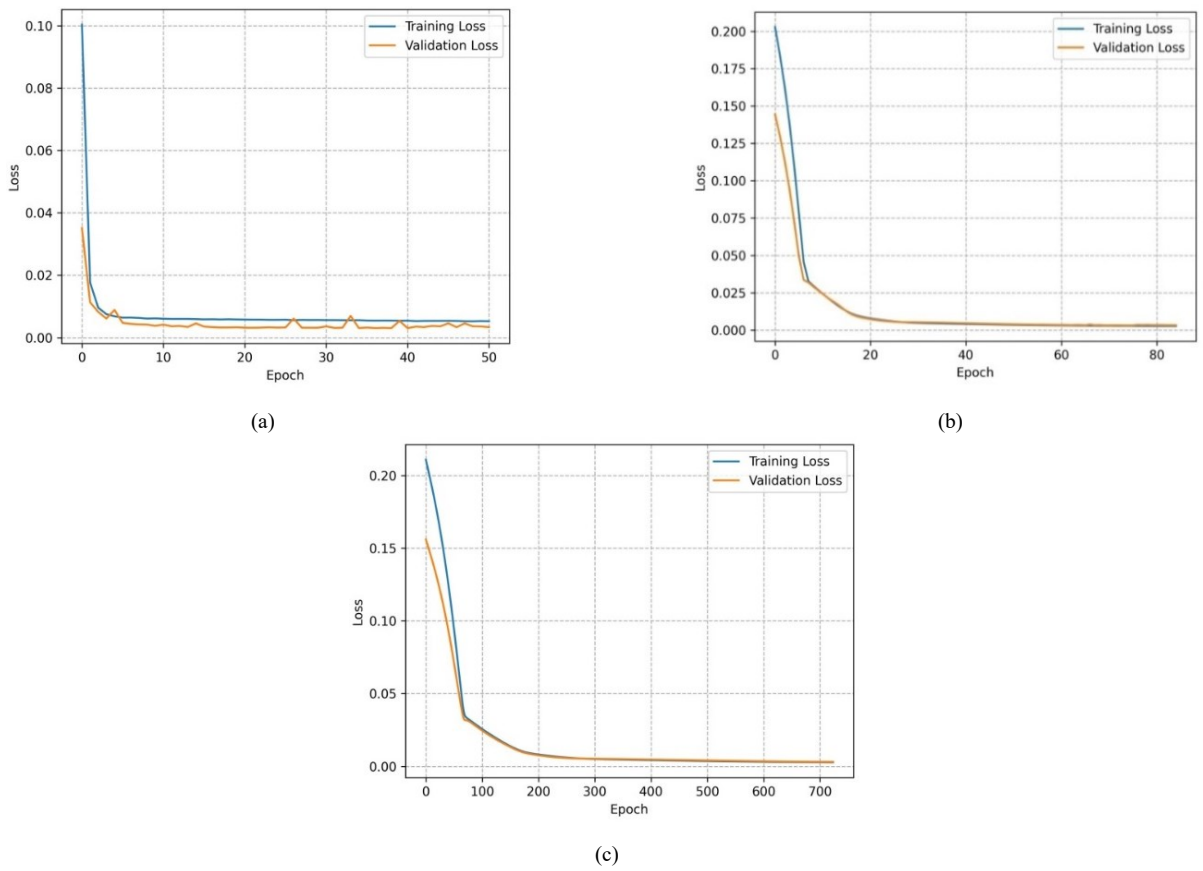 0.10
0.08
0.06
0.04
0.02
0.00
Loss
0 10 20 30 40 50
Epoch
Training Loss
Validation Loss
(a)
0.200
0.175
0.150
0.125
0.100
0.075
0.050
0.025
0.000
Loss
0 20 40 60 80
Epoch
Training Loss
Validation Loss
(b)
0.20
0.15
0.10
0.05
0.00
Loss
0 100 200 300 400 500 600 700
Epoch
Training Loss
Validation Loss
(c)